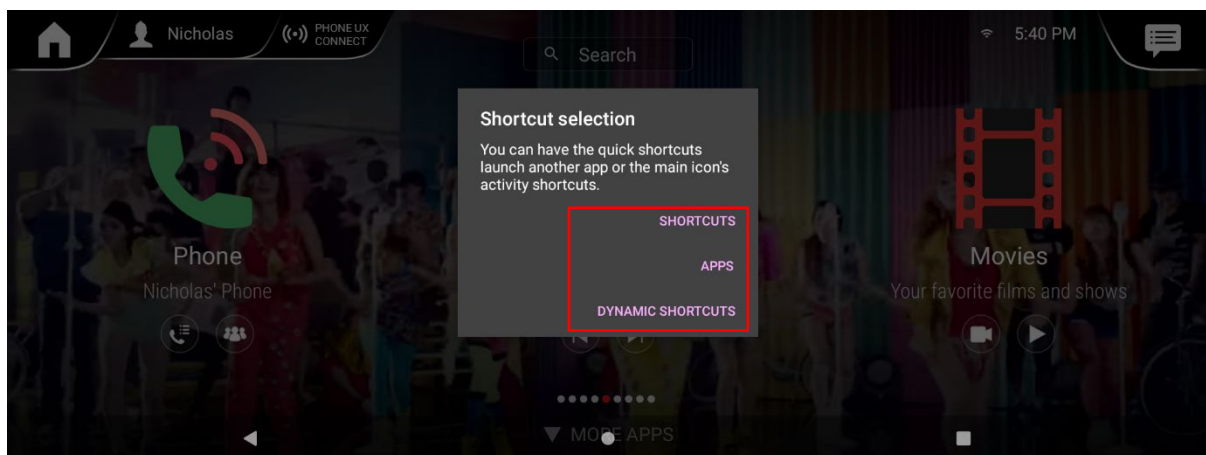 Nicholas
PHONE UX
CONNECT
Search
5:40 PM
Shortcut selection
You can have the quick shortcuts
launch another app or the main icon's
activity shortcuts.
SHORTCUTS
APPS
DYNAMIC SHORTCUTS
Phone
Nicholas' Phone
Movies
Your favorite films and shows
MORE APPS